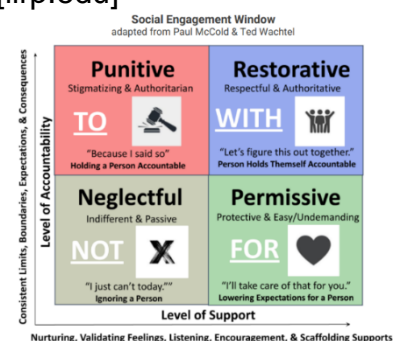 Social Engagement Window
adapted from Paul McCold & Ted Wachtel
Consistent Limits, Boundaries, Expectations, & Consequences
Level of Accountability
Punitive
Stigmatizing & Authoritarian
TO
"Because I said so"
Holding a Person Accountable
Restorative
Respectful & Authoritative
WITH
"Let's figure this out together."
Person Holds Themself Accountable
Neglectful
Indifferent & Passive
NOT
X
"I just can't today.""
Ignoring a Person
Permissive
Protective & Easy/Undemanding
FOR
"I'll take care of that for you."
Lowering Expectations for a Person
Level of Support
Nurturing, Validating Feelings, Listening, Encouragement, & Scaffolding Supports